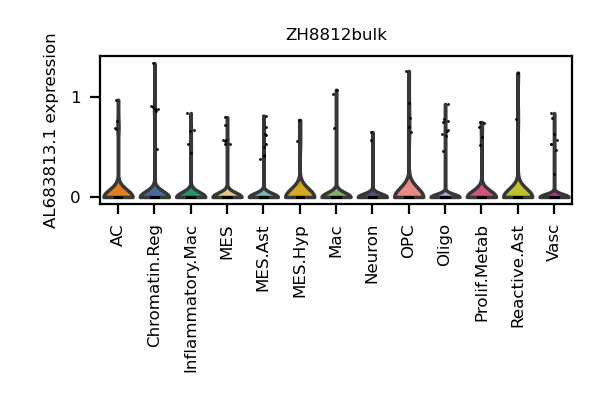 ZH8812bulk
AL683813.1 expression
1
0
AC
Chromatin.Reg
Inflammatory.Mac
MES
MES.Ast
MES.Hyp
Mac
Neuron
OPC
Oligo
Prolif.Metab
Reactive.Ast
Vasc